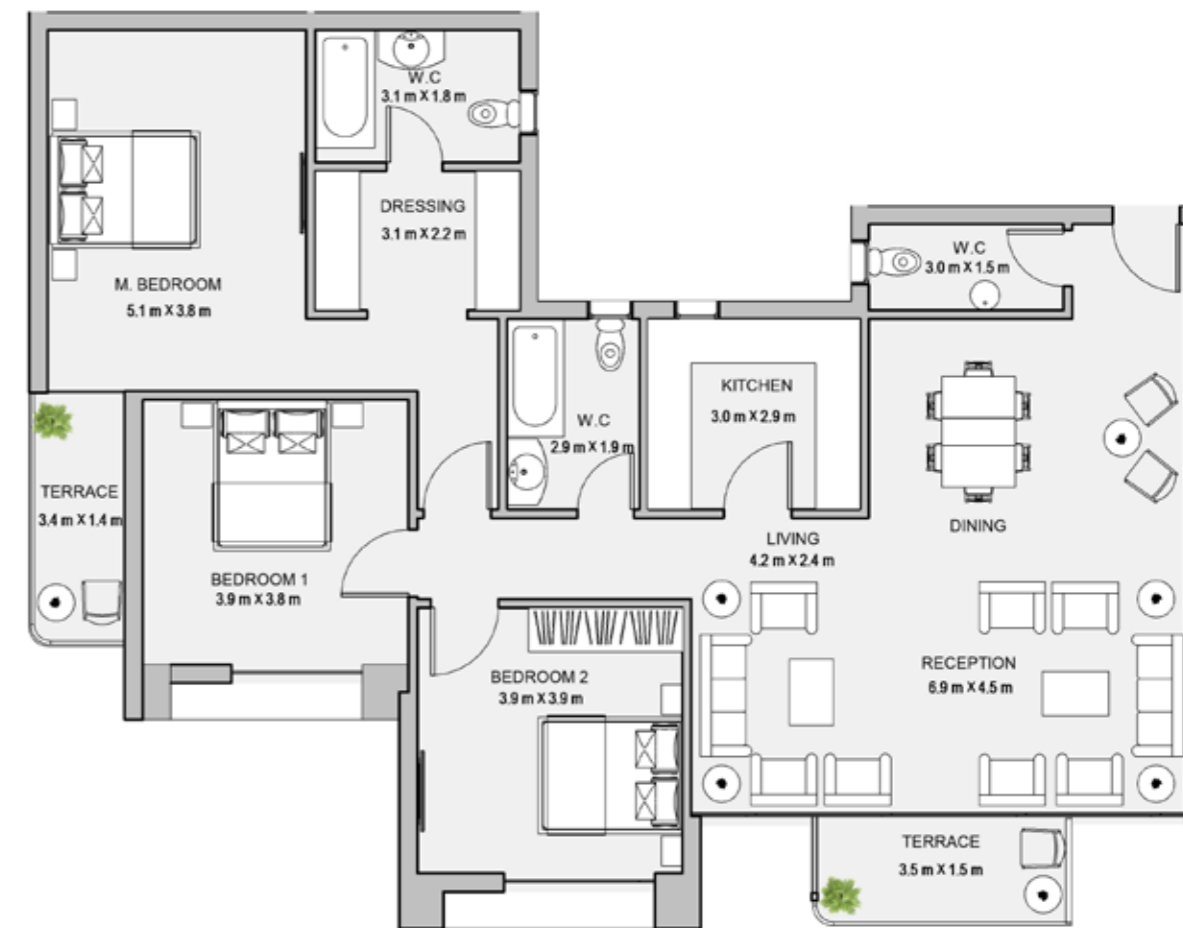 W.C
3.1 m X 1.8 m
DRESSING
3.1 m X 2.2 m
M. BEDROOM
5.1 m X 3.8 m
W.C
3.0 m X 1.5 m
KITCHEN
3.0 m X 2.9 m
W.C
2.9 m X 1.9 m
TERRACE
3.4 m X 1.4 m
DINING
LIVING
4.2 m X 2.4 m
BEDROOM 1
3.9 m X 3.8 m
RECEPTION
6.9 m X 4.5 m
BEDROOM 2
3.9 m X 3.9 m
TERRACE
3.5 m X 1.5 m